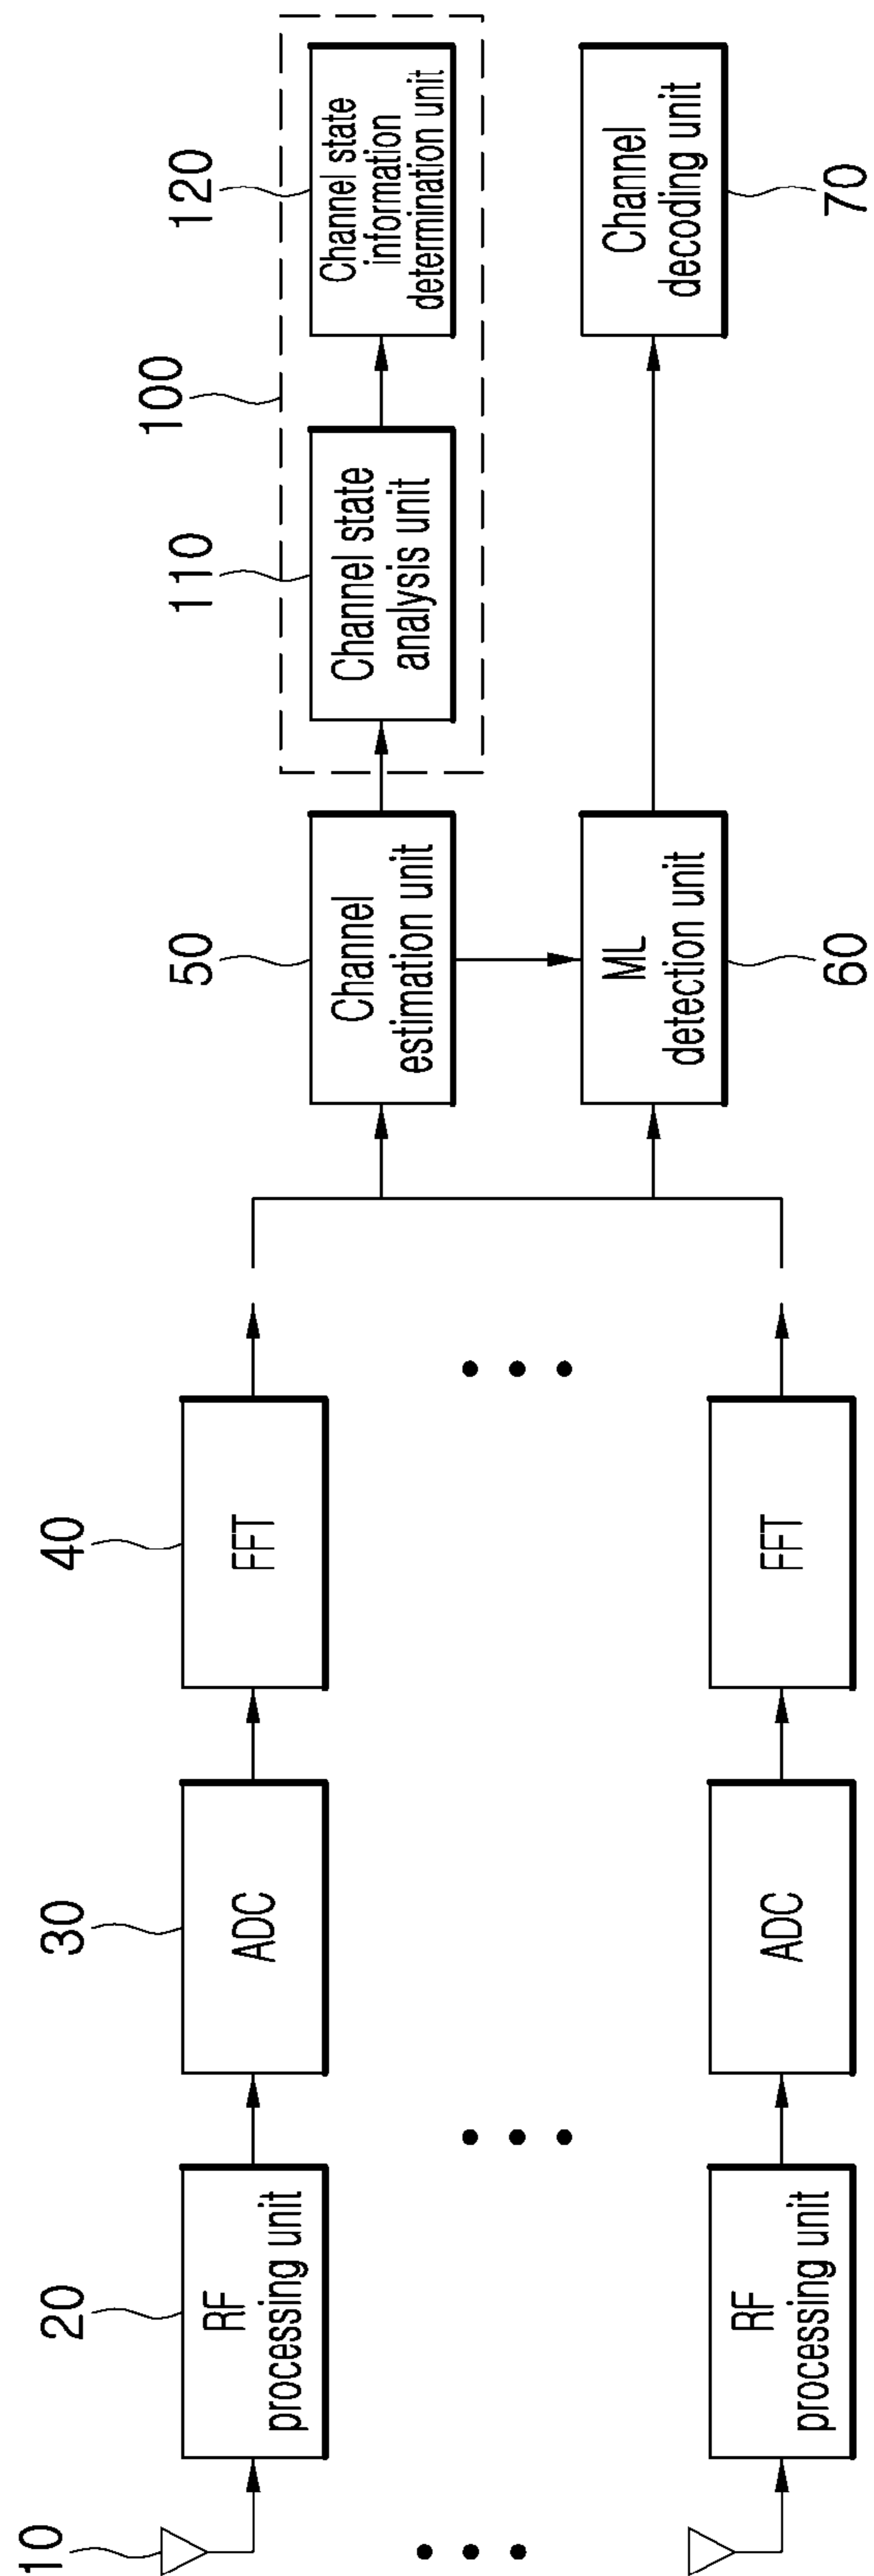 10
20
30
40
50
100
110
120
RF
processing unit
ADC
FFT
Channel
estimation unit
Channel state
analysis unit
Channel state
information
determination unit
RF
processing unit
ADC
FFT
ML
detection unit
Channel
decoding unit
60
70